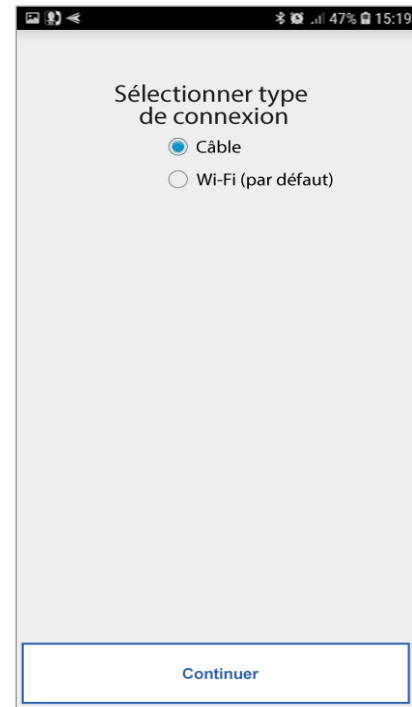 47% 15:19
Sélectionner type
de connexion
Câble
Wi-Fi (par défaut)
Continuer